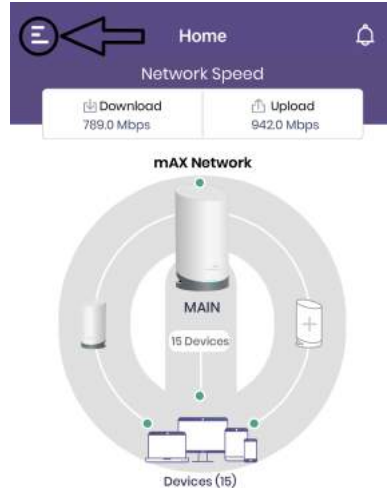 Home
Network Speed
Download
Upload
789.0 Mbps
942.0 Mbps
mAX Network
MAIN
15 Devices
Devices (15)